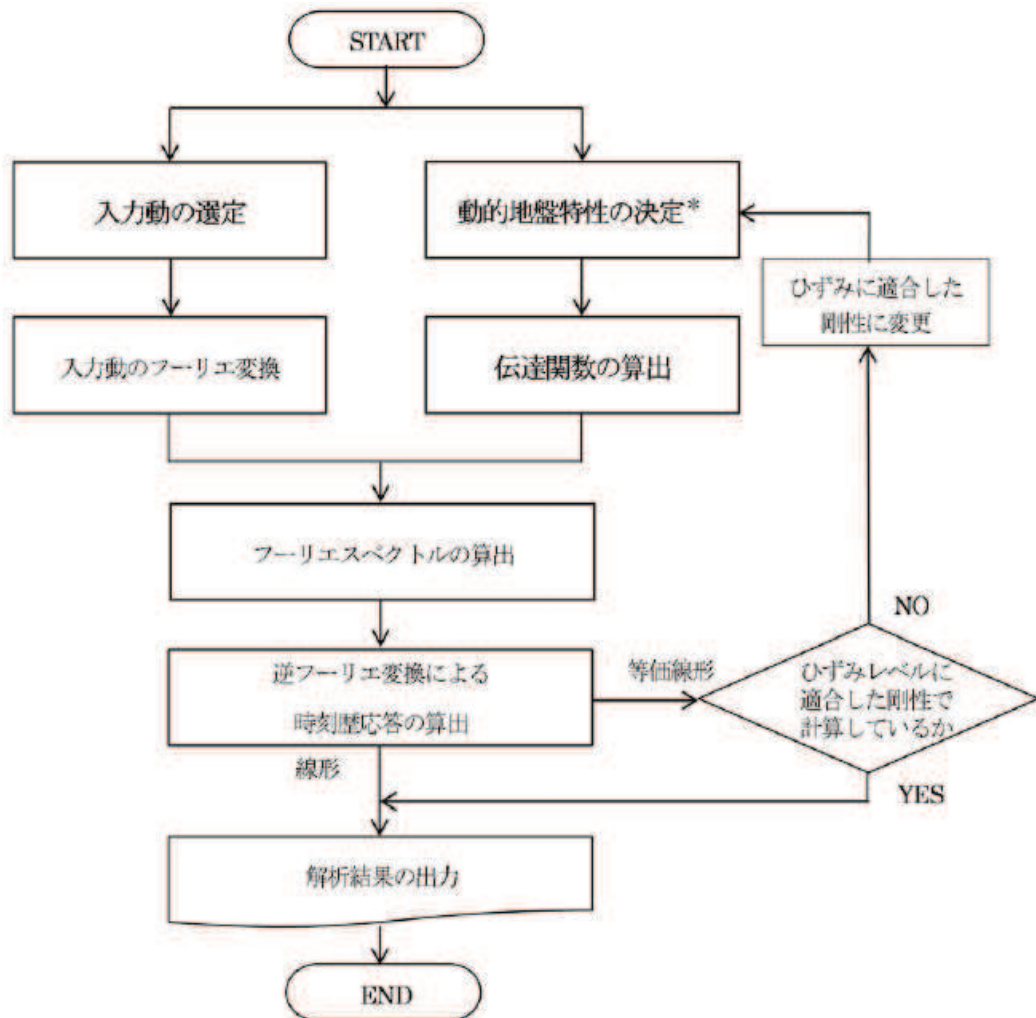 START
入力動の選定
動的地盤特性の決定*
ひずみに適合した
剛性に変更
入力動のフーリエ変換
伝達関数の算出
フーリエスペクトルの算出
NO
逆フーリエ変換による
時刻歴応答の算出
等価線形
ひずみレベルに
適合した剛性で
計算しているか
線形
YES
解析結果の出力
END